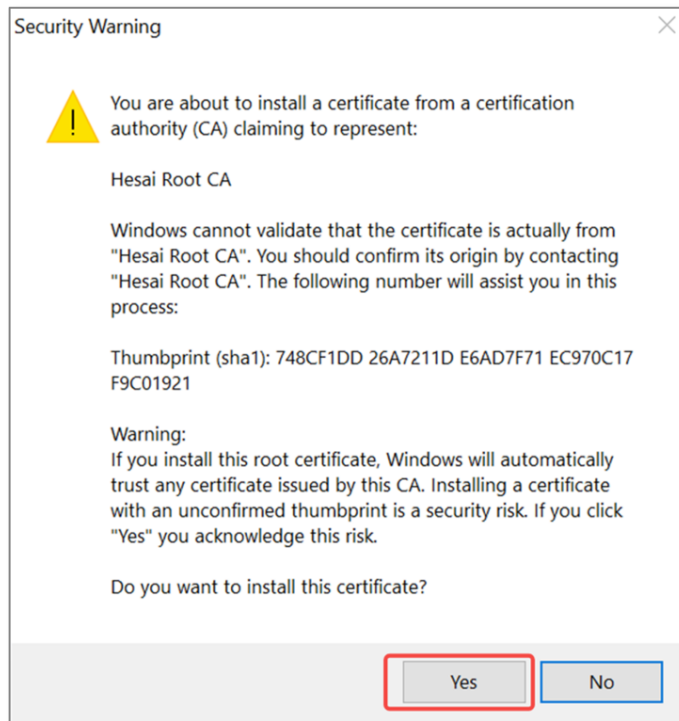 Security Warning
You are about to install a certificate from a certification
authority (CA) claiming to represent:
Hesai Root CA
Windows cannot validate that the certificate is actually from
"Hesai Root CA". You should confirm its origin by contacting
"Hesai Root CA". The following number will assist you in this
process:
Thumbprint (sha1): 748CF1DD 26A7211D E6AD7F71 EC970C17
F9C01921
Warning:
If you install this root certificate, Windows will automatically
trust any certificate issued by this CA. Installing a certificate
with an unconfirmed thumbprint is a security risk. If you click
"Yes" you acknowledge this risk.
Do you want to install this certificate?
Yes No